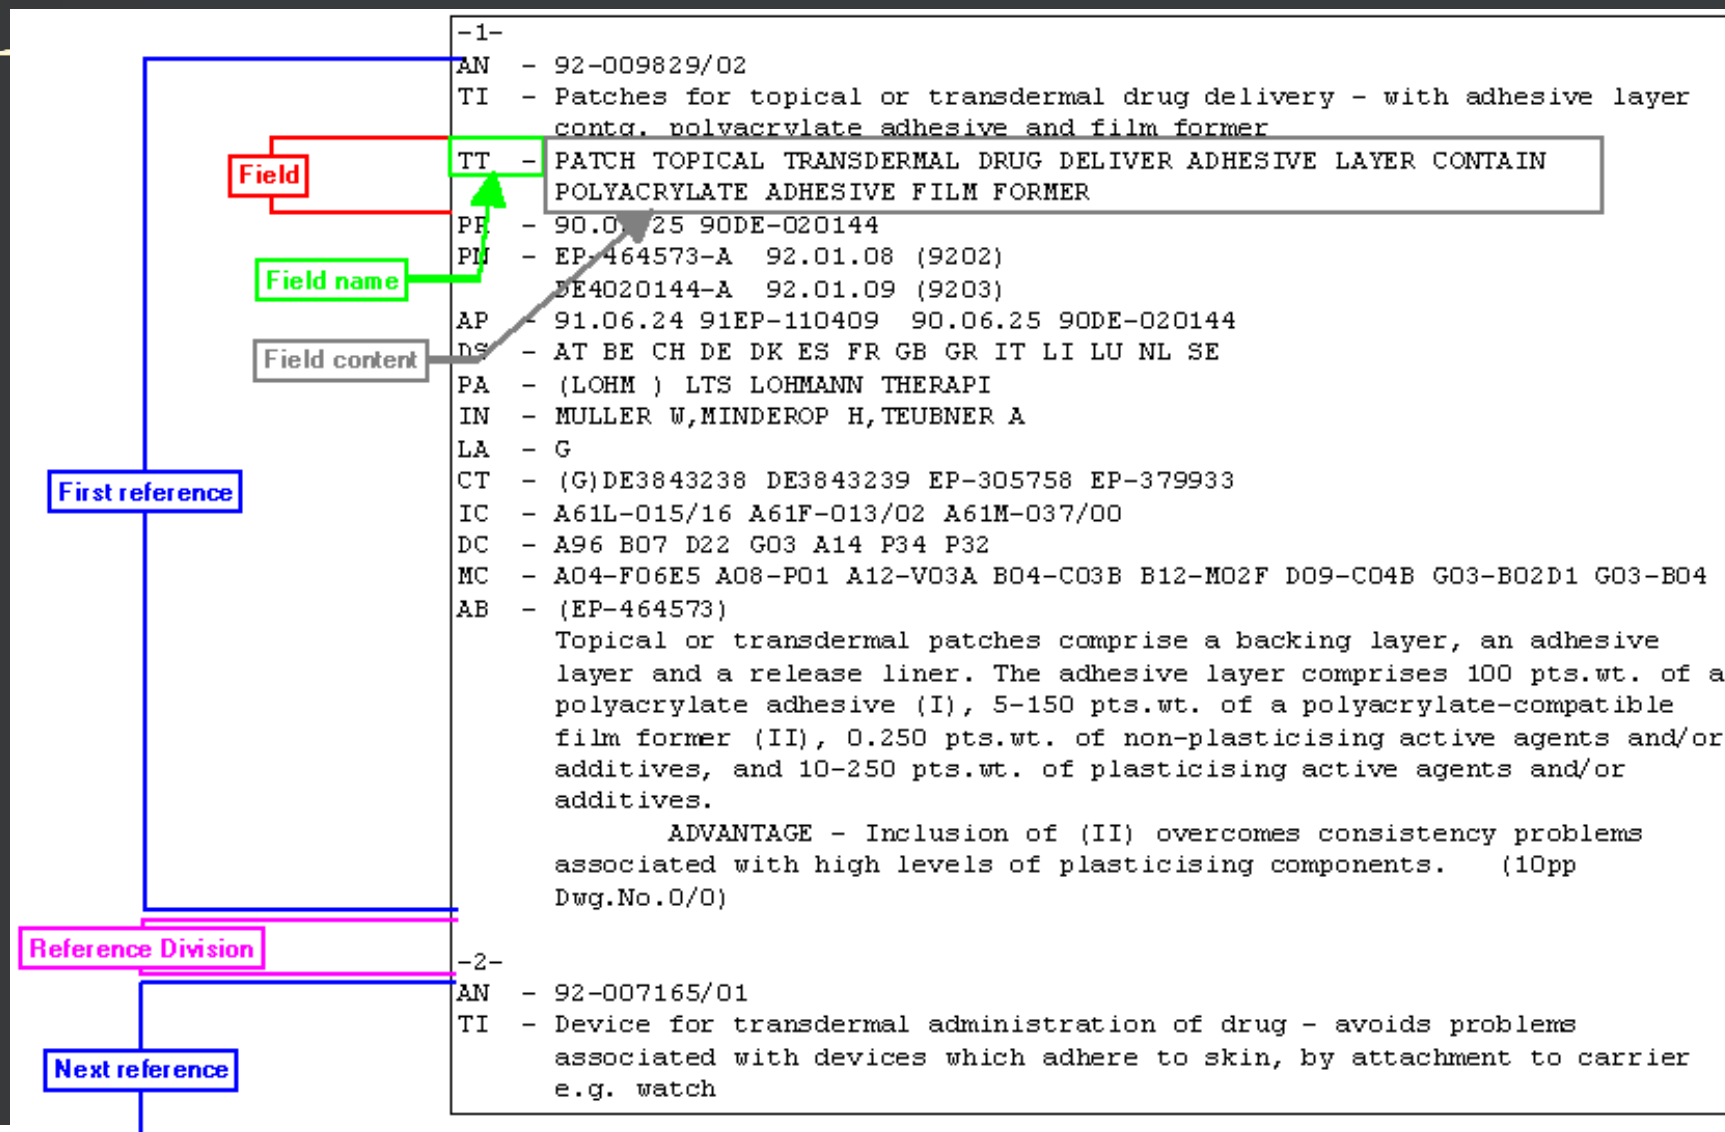 -1-
AN - 92-009829/02
TI - Patches for topical or transdermal drug delivery - with adhesive layer
contg. polyacrylate adhesive and film former
Field
TT - PATCH TOPICAL TRANSDERMAL DRUG DELIVER ADHESIVE LAYER CONTAIN
POLYACRYLATE ADHESIVE FILM FORMER
PR - 90.0 25 90DE-020144
PN - EP-464573-A 92.01.08 (9202)
Field name
DE4020144-A 92.01.09 (9203)
AP - 91.06.24 91EP-110409 90.06.25 90DE-020144
Field content
DS - AT BE CH DE DK ES FR GB GR IT LI LU NL SE
PA - (LOHM ) LTS LOHMANN THERAPI
IN - MULLER W,MINDEROP H,TEUBNER A
LA - G
First reference
CT - (G)DE3843238 DE3843239 EP-305758 EP-379933
IC - A61L-015/16 A61F-013/02 A61M-037/00
DC - A96 B07 D22 G03 A14 P34 P32
MC - A04-F06E5 A08-P01 A12-V03A B04-C03B B12-M02F D09-C04B G03-B02D1 G03-B04
AB - (EP-464573)
Topical or transdermal patches comprise a backing layer, an adhesive
layer and a release liner. The adhesive layer comprises 100 pts.wt. of a
polyacrylate adhesive (I), 5-150 pts.wt. of a polyacrylate-compatible
film former (II), 0.250 pts.wt. of non-plasticising active agents and/or
additives, and 10-250 pts.wt. of plasticising active agents and/or
additives.
ADVANTAGE - Inclusion of (II) overcomes consistency problems
associated with high levels of plasticising components. (10pp
Dwg.No.0/0)
Reference Division
-2-
AN - 92-007165/01
TI - Device for transdermal administration of drug - avoids problems
associated with devices which adhere to skin, by attachment to carrier
Next reference
e.g. watch